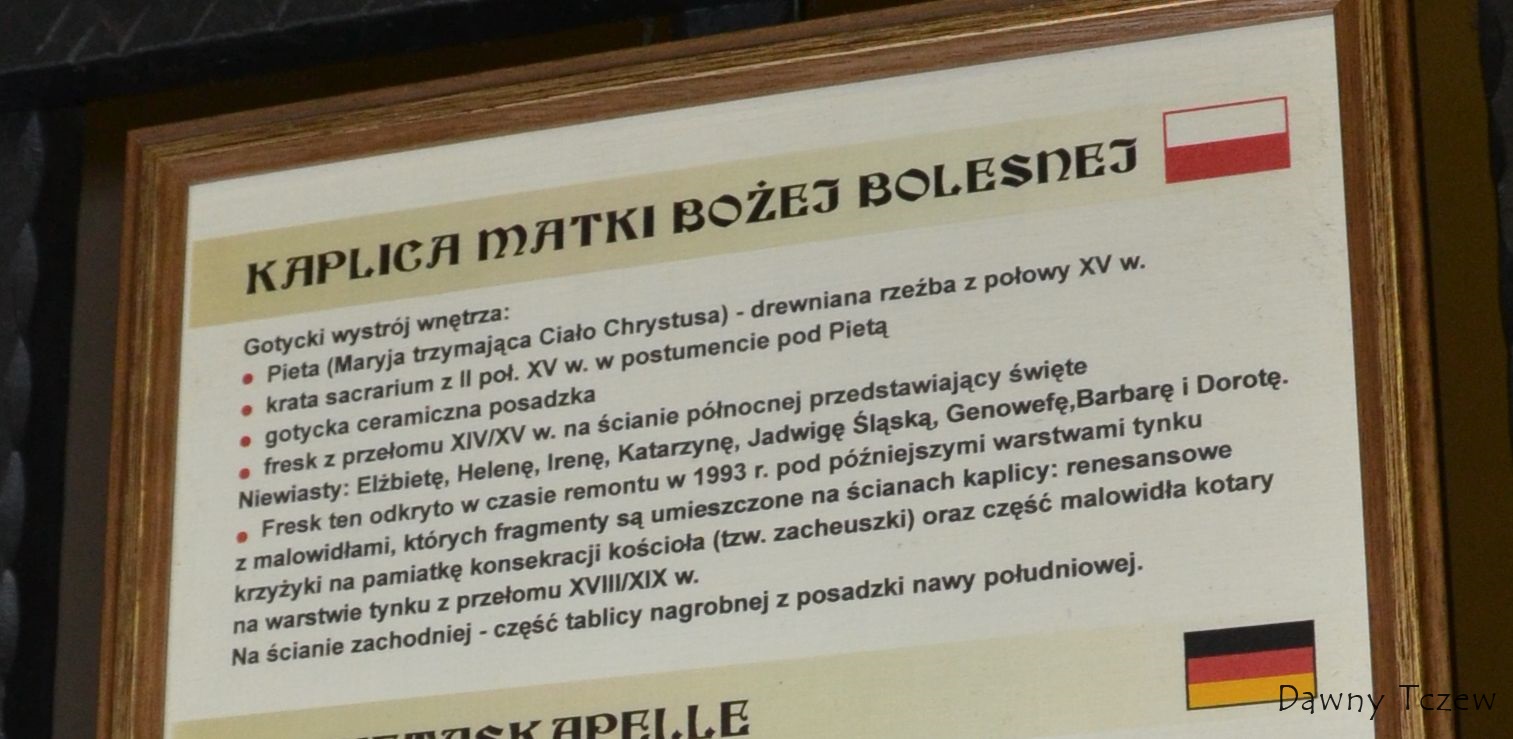 KAPLICA MATKI BOŻEJ BOLESNEJ
Gotycki wystrój wnętrza:
• Pieta (Maryja trzymająca Ciało Chrystusa) - drewniana rzeźba z połowy XV w.
• krata sacrarium z II poł. XV w. w postumencie pod Pietą
• gotycka ceramiczna posadzka
• fresk z przełomu XIV/XV w. na ścianie północnej przedstawiający święte
Niewiasty: Elżbietę, Helenę, Irenę, Katarzynę, Jadwigę Śląską, Genowefę,Barbarę i Dorotę.
• Fresk ten odkryto w czasie remontu w 1993 r. pod późniejszymi warstwami tynku
z malowidłami, których fragmenty są umieszczone na ścianach kaplicy: renesansowe
krzyżyki na pamiatkę konsekracji kościoła (tzw. zacheuszki) oraz część malowidła kotary
na warstwie tynku z przełomu XVIII/XIX w.
Na ścianie zachodniej - część tablicy nagrobnej z posadzki nawy południowej.
Dawny Tczew